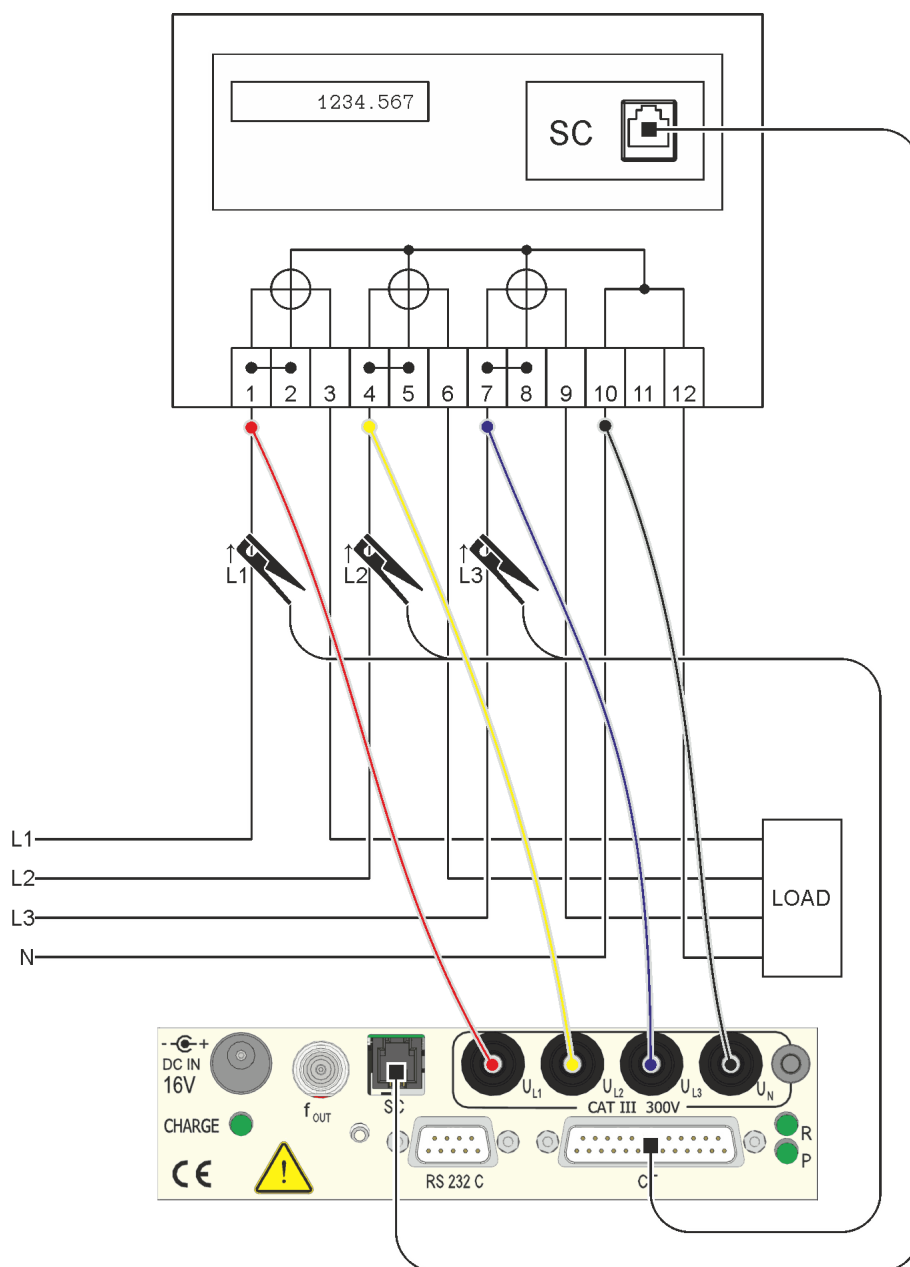 1234.567
SC
1 2 3 4 5 6 7 8 9 10 11 12
↑ L1 ↑ L2 ↑ L3
L1
L2
L3
N
LOAD
- +
DC IN
16V
CHARGE
fOUT
SC
UL1 UL2 UL3 UN
CAT III 300V
RS 232 C
CT
R
P
CE
!